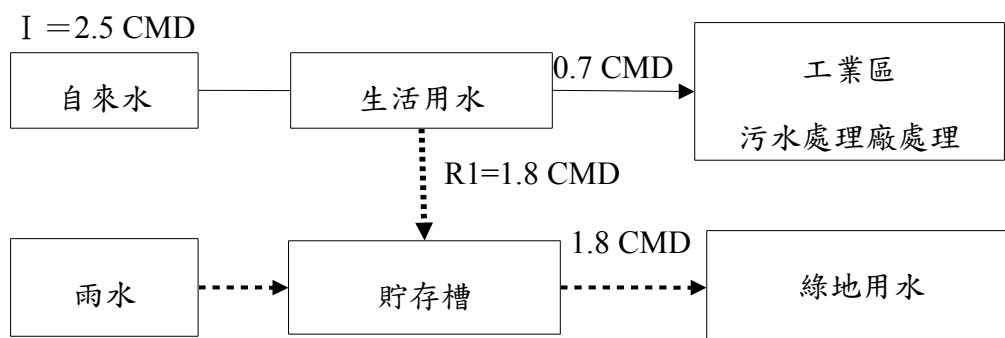 Ⅰ＝2.5 CMD
自來水
生活用水
0.7 CMD
工業區
污水處理廠處理
R1=1.8 CMD
雨水
貯存槽
1.8 CMD
綠地用水